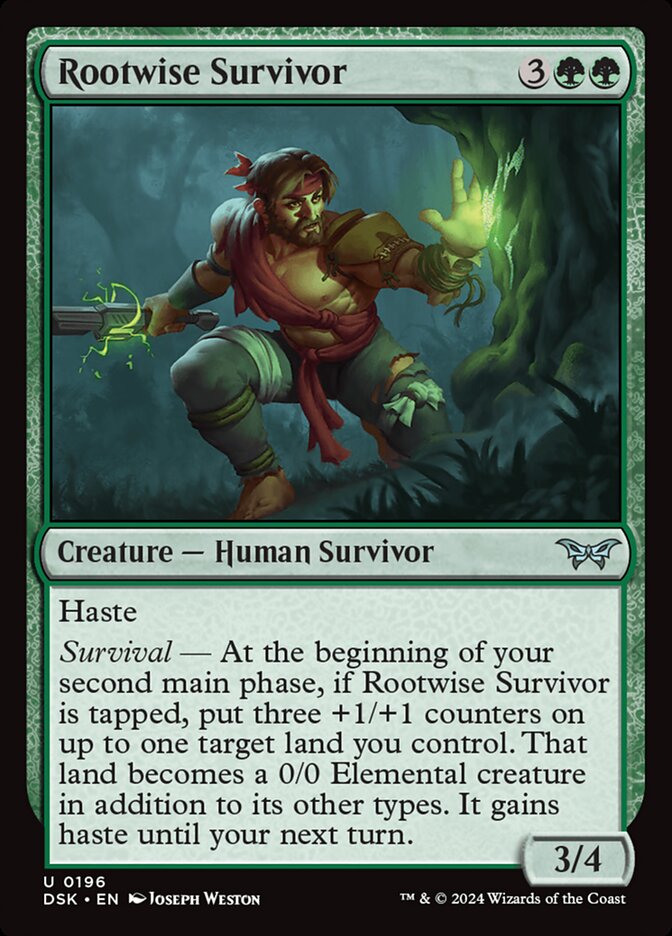 Rootwise Survivor 3
Creature — Human Survivor
Haste
Survival — At the beginning of your
second main phase, if Rootwise Survivor
is tapped, put three +1/+1 counters on
up to one target land you control. That
land becomes a 0/0 Elemental creature
in addition to its other types. It gains
haste until your next turn.
3/4
U 0196
DSK • EN Joseph Weston
™ & © 2024 Wizards of the Coast